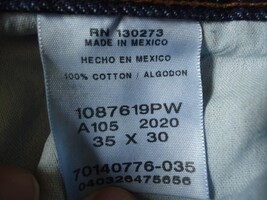 RN 130273
MADE IN MEXICO
HECHO EN MEXICO
100% COTTON / ALGODON
1087619PW
A105 2020
35 X 30
70140776-035
040326475656